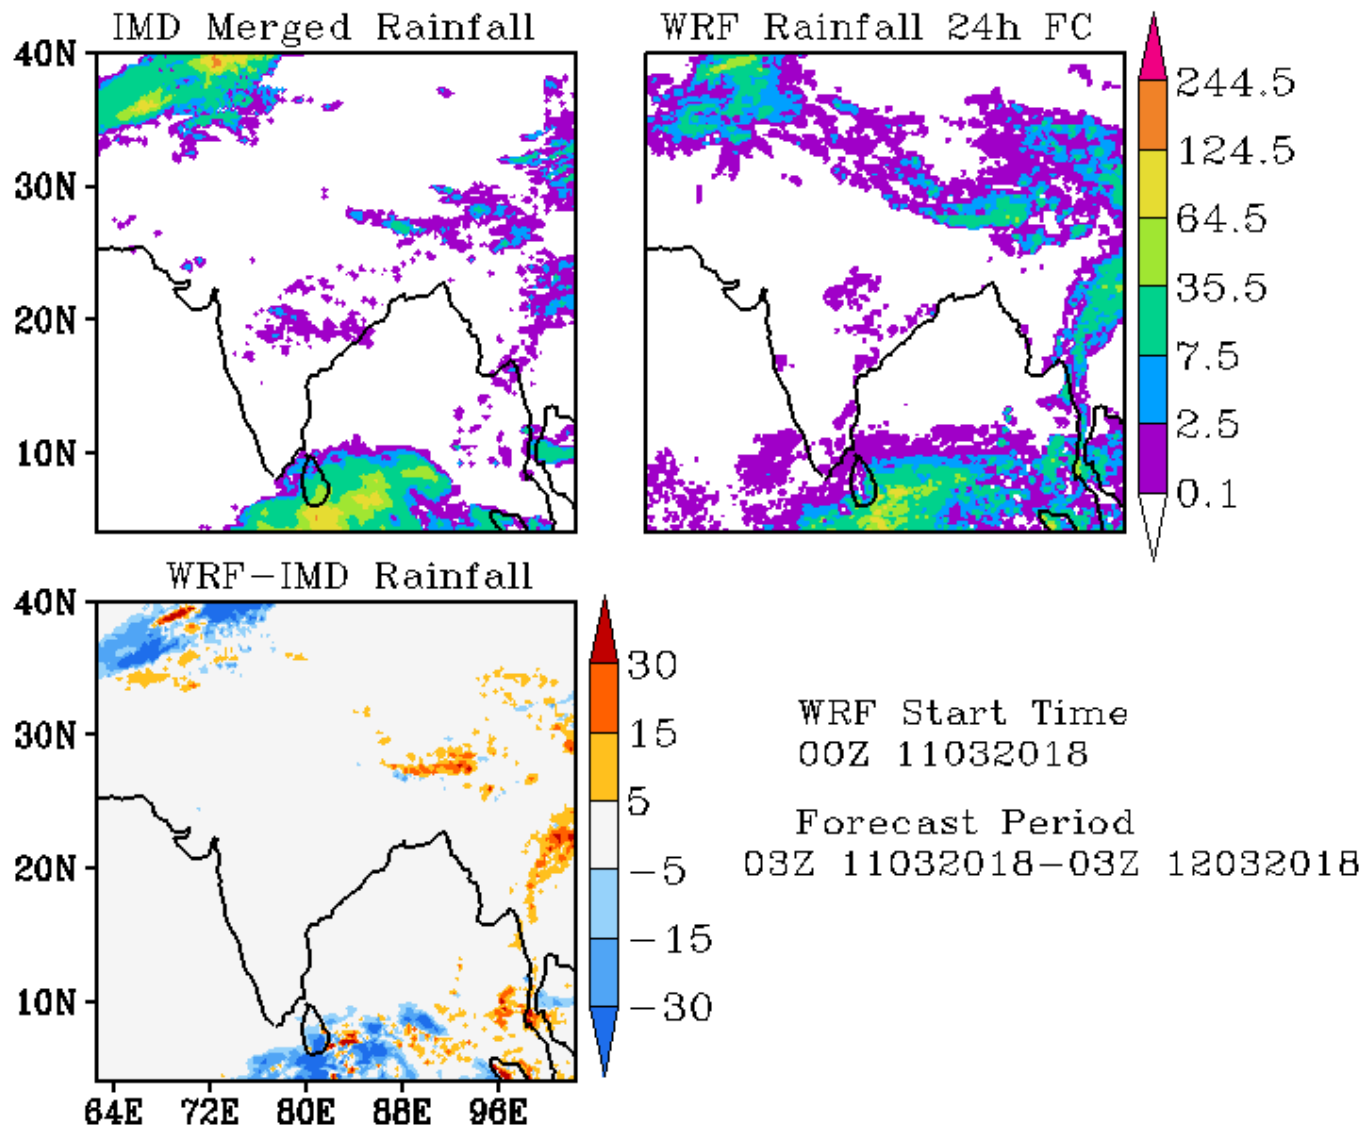 IMD Merged Rainfall
40N
30N
20N
10N
WRF Rainfall 24h FC
244.5
124.5
64.5
35.5
7.5
2.5
0.1
WRF-IMD Rainfall
40N
30N
20N
10N
64E 72E 80E 88E 96E
30
15
5
-5
-15
-30
WRF Start Time
00Z 11032018
Forecast Period
03Z 11032018-03Z 12032018